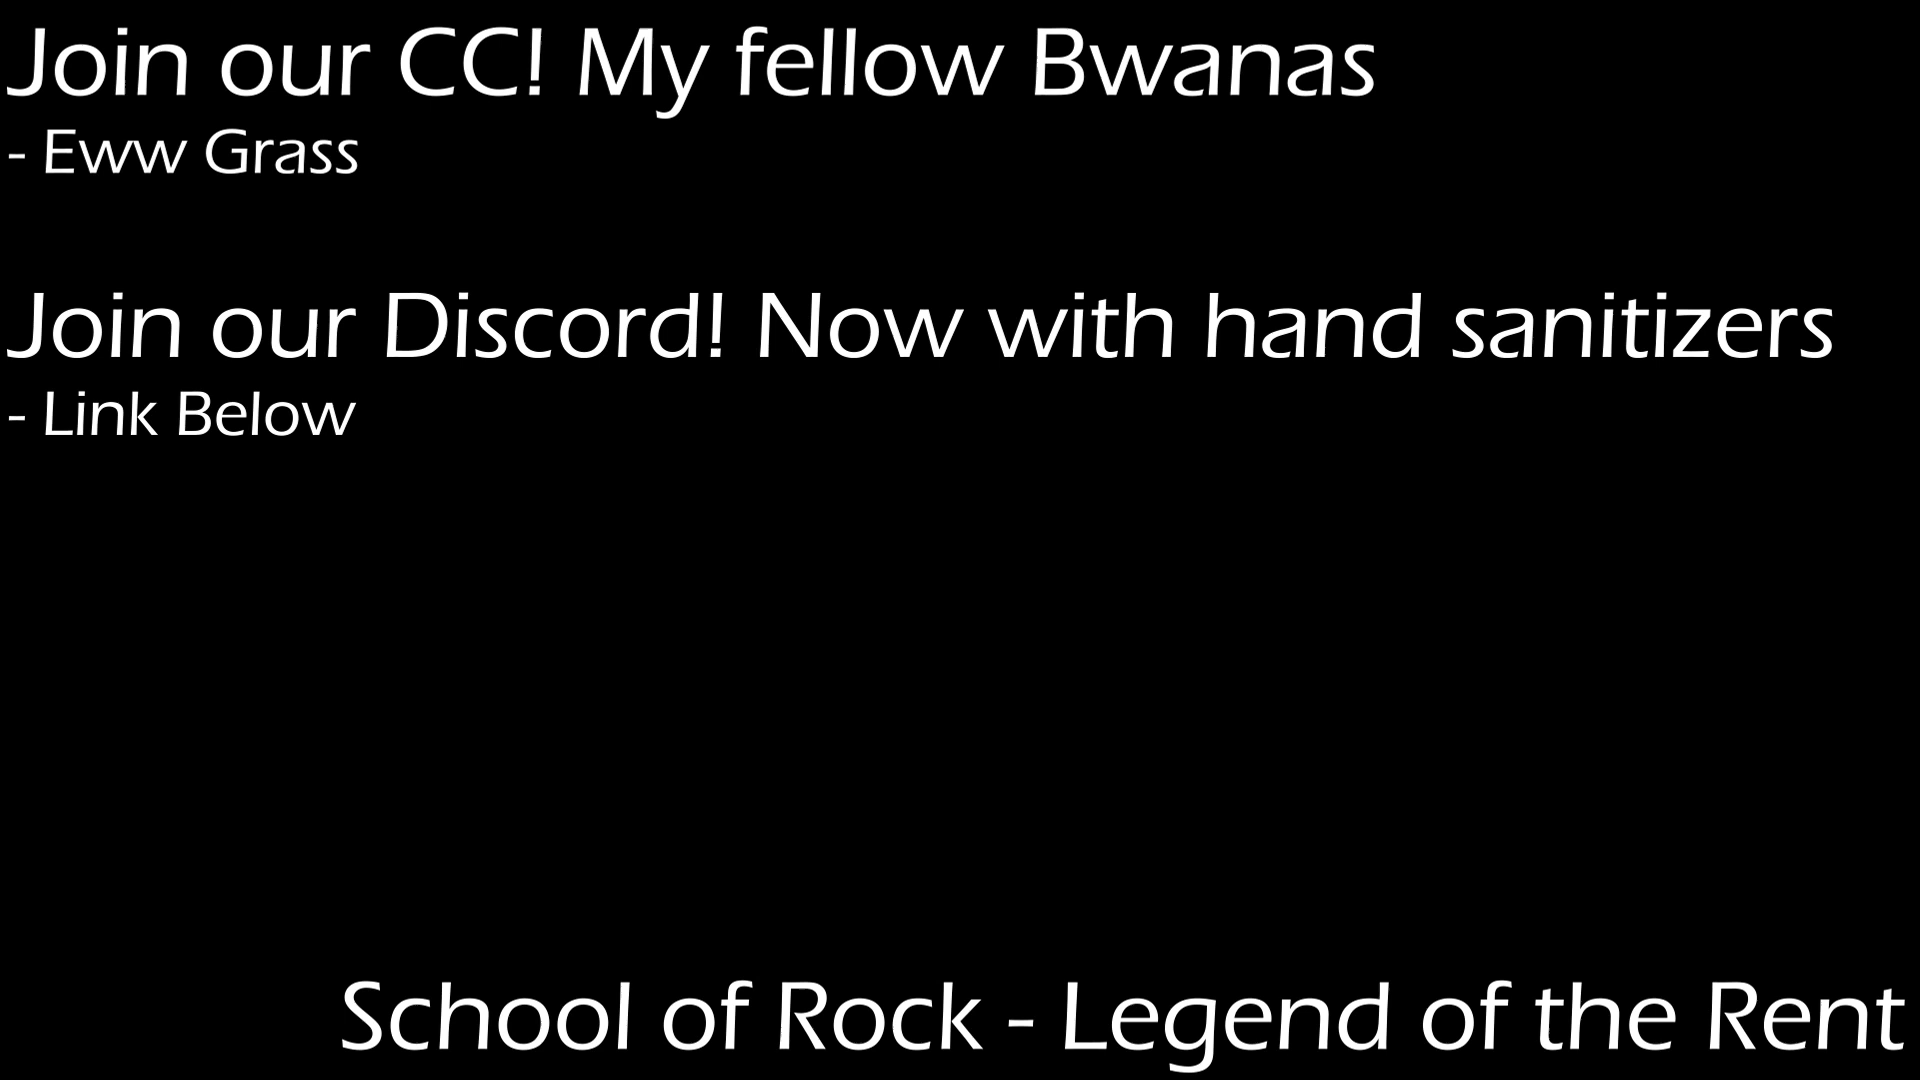 Join our CC! My fellow Bwanas
- Eww Grass
Join our Discord! Now with hand sanitizers
- Link Below
School of Rock - Legend of the Rent